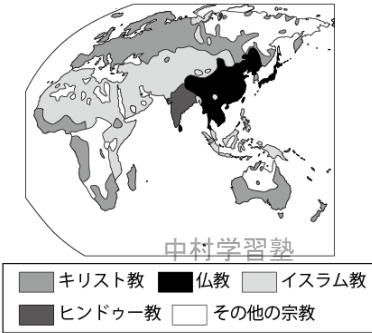 中村学習塾
キリスト教 仏教 イスラム教
ヒンドゥー教 その他の宗教